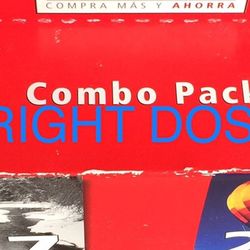 COMPRA MÁS Y AHORRA
Combo Pack
RIGHT DOS